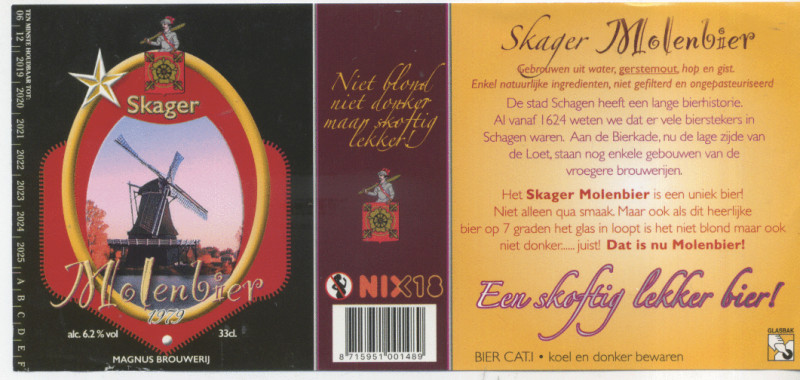 TEN MINSTE HOUDBAAR TOT:
06 | 12 | 2019 | 2020 | 2021 | 2022 | 2023 | 2024 | 2025 | A | B | C | D | E | F
Skager
Molenbier
1979
alc. 6.2 % vol
33cl.
MAGNUS BROUWERIJ
Niet blond
niet donker
maar skoftig
lekker!
NIX18
8 715951 001489
Skager Molenbier
Gebrouwen uit water, gerstemout, hop en gist.
Enkel natuurlijke ingredienten, niet gefilterd en ongepasteuriseerd
De stad Schagen heeft een lange bierhistorie.
Al vanaf 1624 weten we dat er vele bierstekers in
Schagen waren. Aan de Bierkade, nu de lage zijde van
de Loet, staan nog enkele gebouwen van de
vroegere brouwerijen.
Het Skager Molenbier is een uniek bier!
Niet alleen qua smaak. Maar ook als dit heerlijke
bier op 7 graden het glas in loopt is het niet blond maar ook
niet donker...... juist! Dat is nu Molenbier!
Een skoftig lekker bier!
BIER CAT.I • koel en donker bewaren
GLASBAK